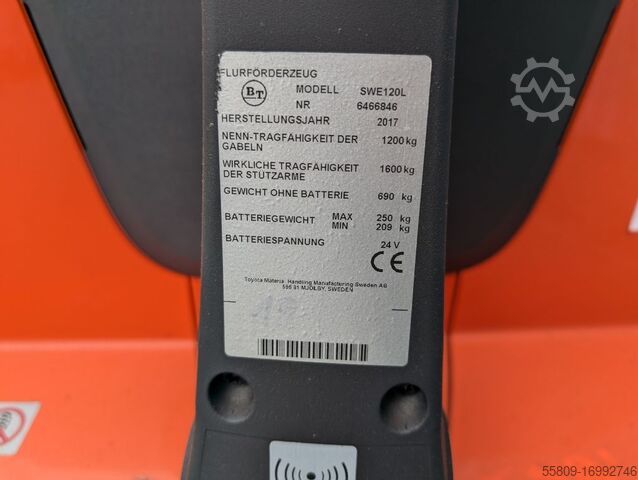 FLURFÖRDERZEUG
BT MODELL SWE120L
NR 6466846
HERSTELLUNGSJAHR 2017
NENN-TRAGFÄHIGKEIT DER GABELN 1200 kg
WIRKLICHE TRAGFÄHIGKEIT DER STÜTZARME 1600 kg
GEWICHT OHNE BATTERIE 690 kg
BATTERIEGEWICHT MAX 250 kg
MIN 209 kg
BATTERIESPANNUNG 24 V
CE
Toyota Material Handling Manufacturing Sweden AG
595 81 MJÖLBY, SWEDEN
55809-16992746